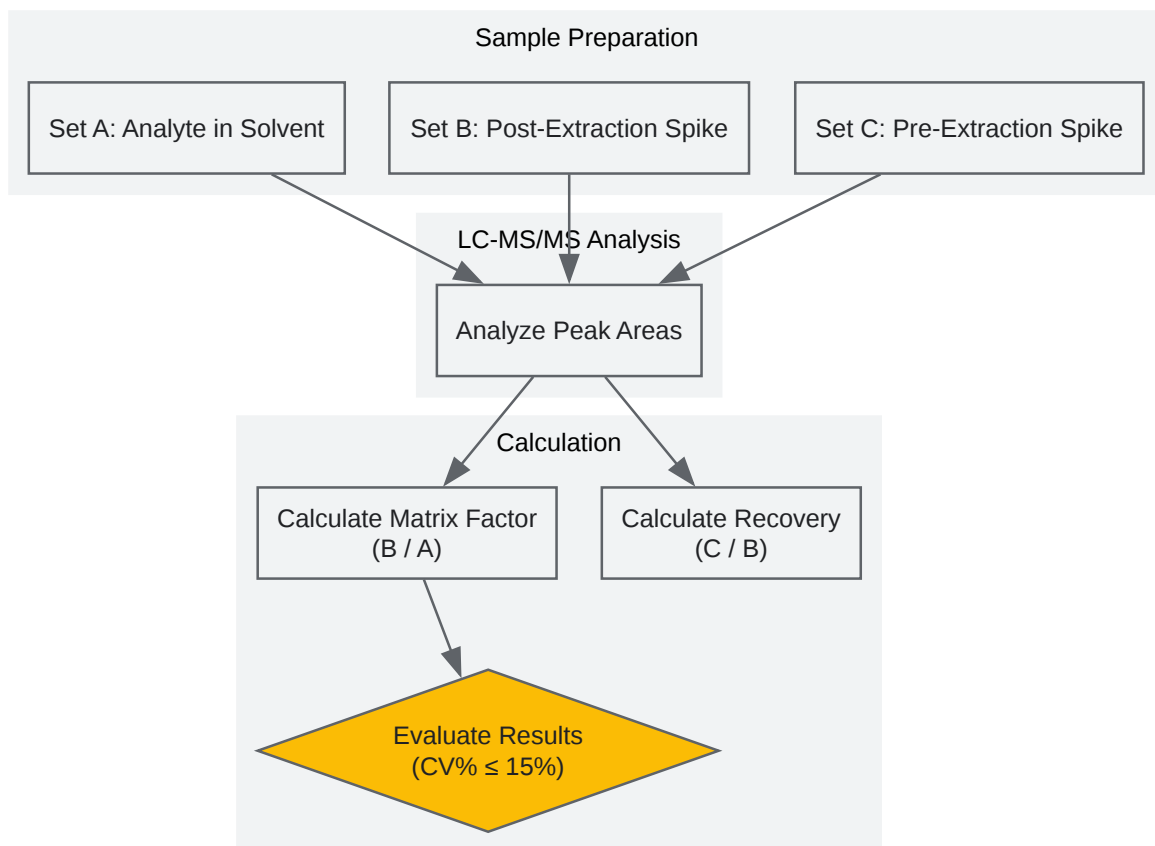 Sample Preparation
Set A: Analyte in Solvent
Set B: Post-Extraction Spike
Set C: Pre-Extraction Spike
LC-MS/MS Analysis
Analyze Peak Areas
Calculation
Calculate Matrix Factor
(B / A)
Calculate Recovery
(C / B)
Evaluate Results
(CV% ≤ 15%)